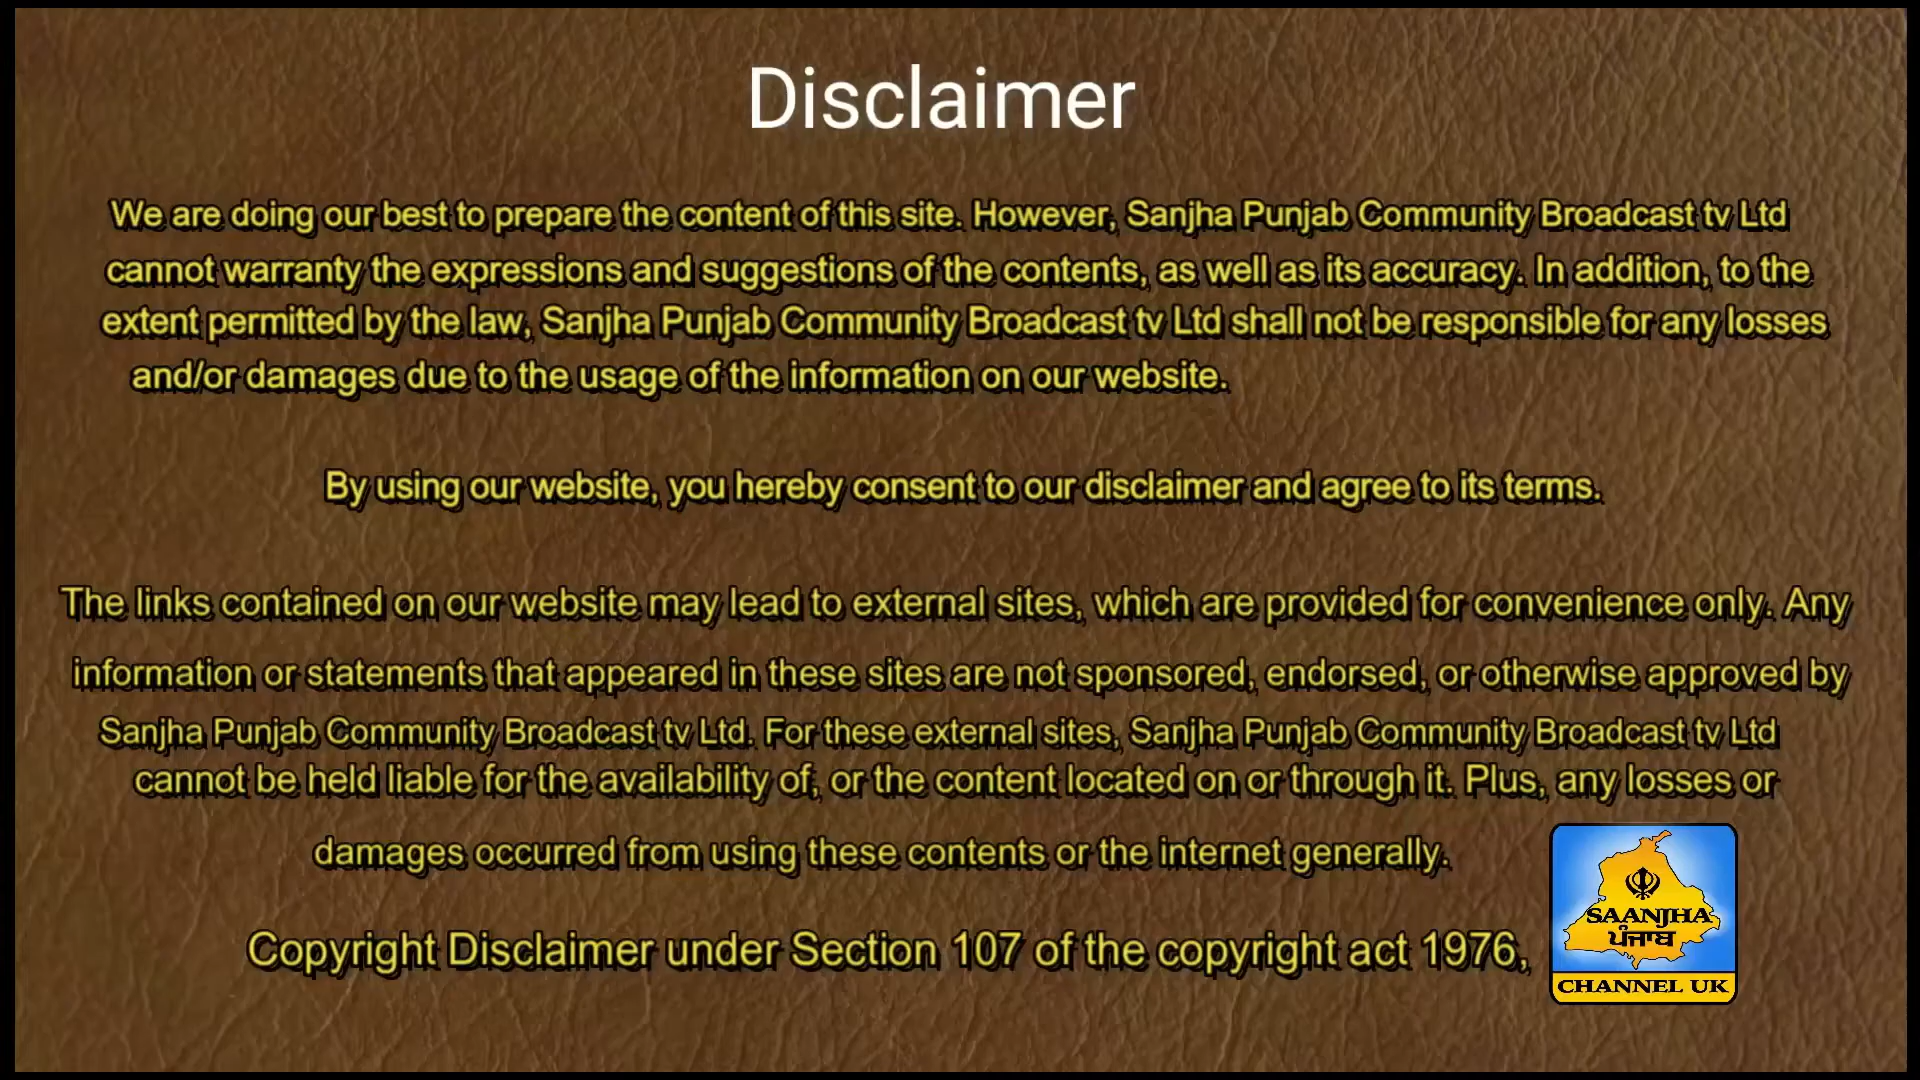 Disclaimer
We are doing our best to prepare the content of this site. However, Sanjha Punjab Community Broadcast tv Ltd
cannot warranty the expressions and suggestions of the contents, as well as its accuracy. In addition, to the
extent permitted by the law, Sanjha Punjab Community Broadcast tv Ltd shall not be responsible for any losses
and/or damages due to the usage of the information on our website.
By using our website, you hereby consent to our disclaimer and agree to its terms.
The links contained on our website may lead to external sites, which are provided for convenience only. Any
information or statements that appeared in these sites are not sponsored, endorsed, or otherwise approved by
Sanjha Punjab Community Broadcast tv Ltd. For these external sites, Sanjha Punjab Community Broadcast tv Ltd
cannot be held liable for the availability of, or the content located on or through it. Plus, any losses or
damages occurred from using these contents or the internet generally.
Copyright Disclaimer under Section 107 of the copyright act 1976,
SAANJHA
ਪੰਜਾਬ
CHANNEL UK